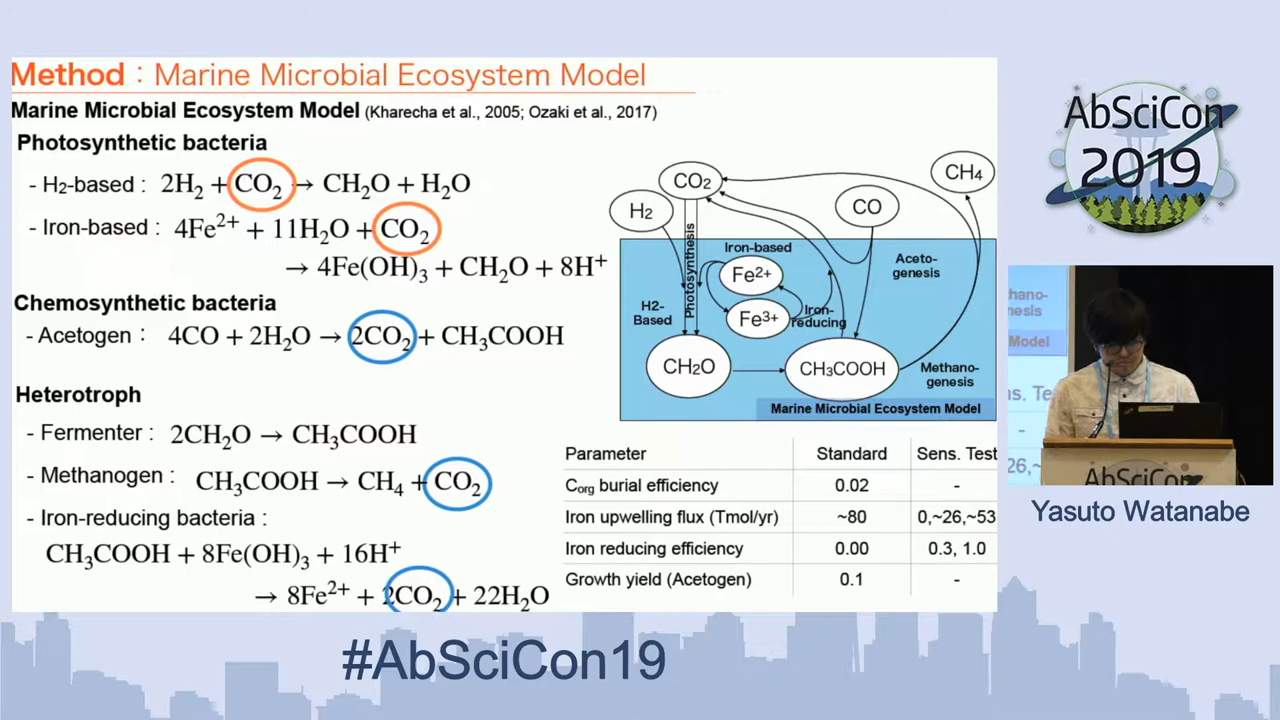 Method : Marine Microbial Ecosystem Model
Marine Microbial Ecosystem Model (Kharecha et al., 2005; Ozaki et al., 2017)
Photosynthetic bacteria
- H2-based : 2H₂ + CO₂ → CH₂O + H₂O
- Iron-based : 4Fe²⁺ + 11H₂O + CO₂
→ 4Fe(OH)₃ + CH₂O + 8H⁺
Chemosynthetic bacteria
- Acetogen : 4CO + 2H₂O → 2CO₂ + CH₃COOH
Heterotroph
- Fermenter : 2CH₂O → CH₃COOH
- Methanogen : CH₃COOH → CH₄ + CO₂
- Iron-reducing bacteria :
CH₃COOH + 8Fe(OH)₃ + 16H⁺
→ 8Fe²⁺ + 2CO₂ + 22H₂O
CO₂
CH₄
H₂
CO
Photosynthesis
Iron-based
Fe²⁺
Aceto-
genesis
H2-
Based
Fe³⁺
Iron-
reducing
CH₂O
CH₃COOH
Methano-
genesis
Marine Microbial Ecosystem Model
Parameter Standard Sens. Test
Corg burial efficiency 0.02 -
Iron upwelling flux (Tmol/yr) ~80 0,~26,~53
Iron reducing efficiency 0.00 0.3, 1.0
Growth yield (Acetogen) 0.1 -
AbSciCon
2019
hano-
nesis
Model
ns. Te
-
26,~
AbSciCon
Yasuto Watanabe
#AbSciCon19